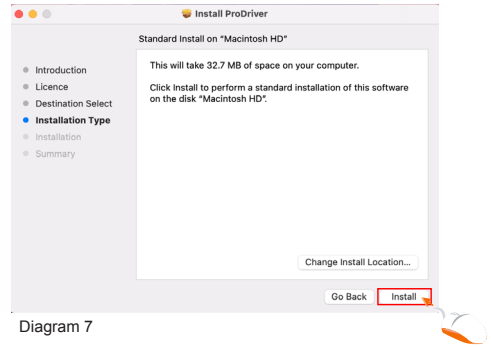 Install ProDriver
Standard Install on “Macintosh HD”
Introduction
Licence
Destination Select
Installation Type
Installation
Summary
This will take 32.7 MB of space on your computer.
Click Install to perform a standard installation of this software
on the disk “Macintosh HD”.
Change Install Location...
Go Back
Install
Diagram 7